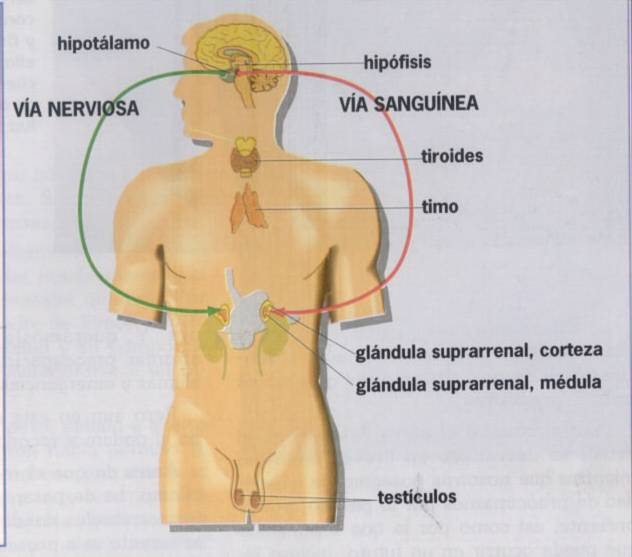 hipotálamo
hipófisis
VÍA NERVIOSA
VÍA SANGUÍNEA
tiroides
timo
glándula suprarrenal, corteza
glándula suprarrenal, médula
testículos